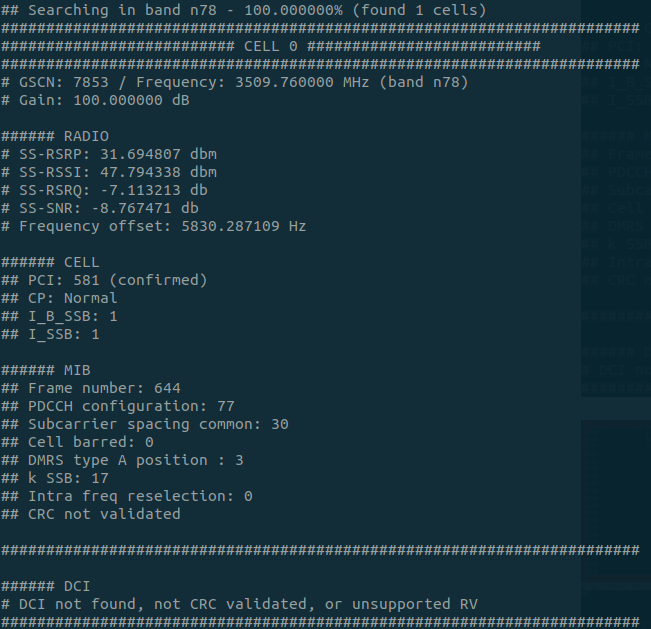 ## Searching in band n78 - 100.000000% (found 1 cells)
#######################################################################
########################## CELL 0 ##########################
#######################################################################
# GSCN: 7853 / Frequency: 3509.760000 MHz (band n78)
# Gain: 100.000000 dB
###### RADIO
# SS-RSRP: 31.694807 dbm
# SS-RSSI: 47.794338 dbm
# SS-RSRQ: -7.113213 db
# SS-SNR: -8.767471 db
# Frequency offset: 5830.287109 Hz
###### CELL
## PCI: 581 (confirmed)
## CP: Normal
## I_B_SSB: 1
## I_SSB: 1
###### MIB
## Frame number: 644
## PDCCH configuration: 77
## Subcarrier spacing common: 30
## Cell barred: 0
## DMRS type A position : 3
## k SSB: 17
## Intra freq reselection: 0
## CRC not validated
#######################################################################
###### DCI
# DCI not found, not CRC validated, or unsupported RV
#######################################################################